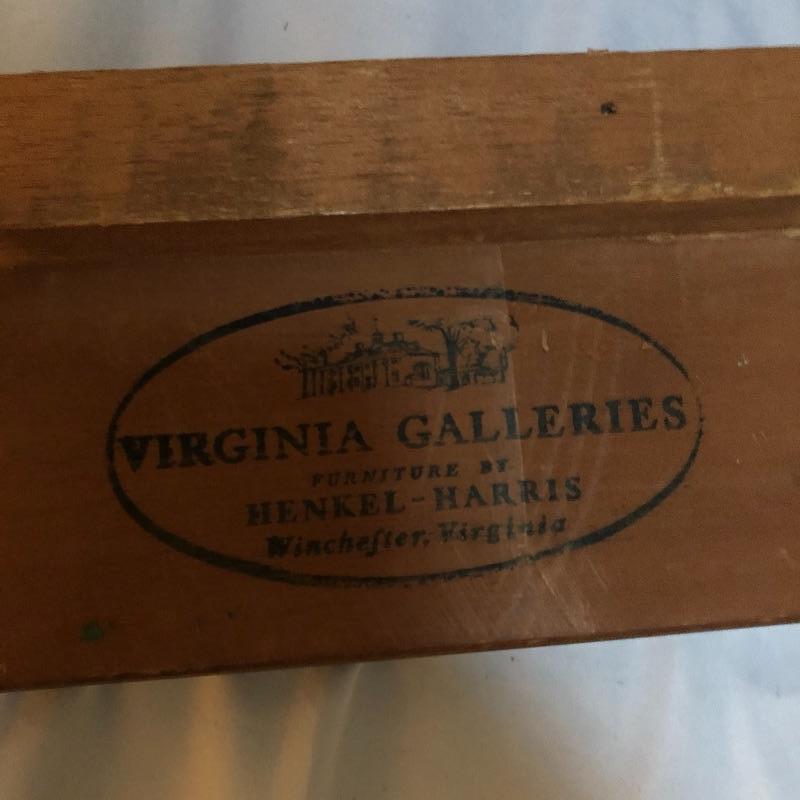 VIRGINIA GALLERIES
FURNITURE BY
HENKEL-HARRIS
Wincheſter, Virginia